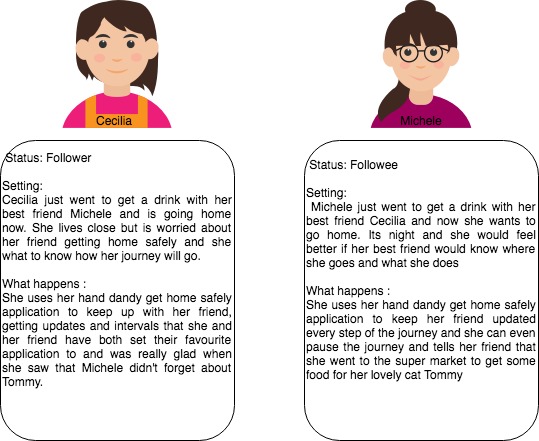 Cecilia
Status: Follower
Setting:
Cecilia just went to get a drink with her
best friend Michele and is going home
now. She lives close but is worried about
her friend getting home safely and she
what to know how her journey will go.
What happens :
She uses her hand dandy get home safely
application to keep up with her friend,
getting updates and intervals that she and
her friend have both set their favourite
application to and was really glad when
she saw that Michele didn't forget about
Tommy.
Michele
Status: Followee
Setting:
Michele just went to get a drink with her
best friend Cecilia and now she wants to
go home. Its night and she would feel
better if her best friend would know where
she goes and what she does
What happens :
She uses her hand dandy get home safely
application to keep her friend updated
every step of the journey and she can even
pause the journey and tells her friend that
she went to the super market to get some
food for her lovely cat Tommy